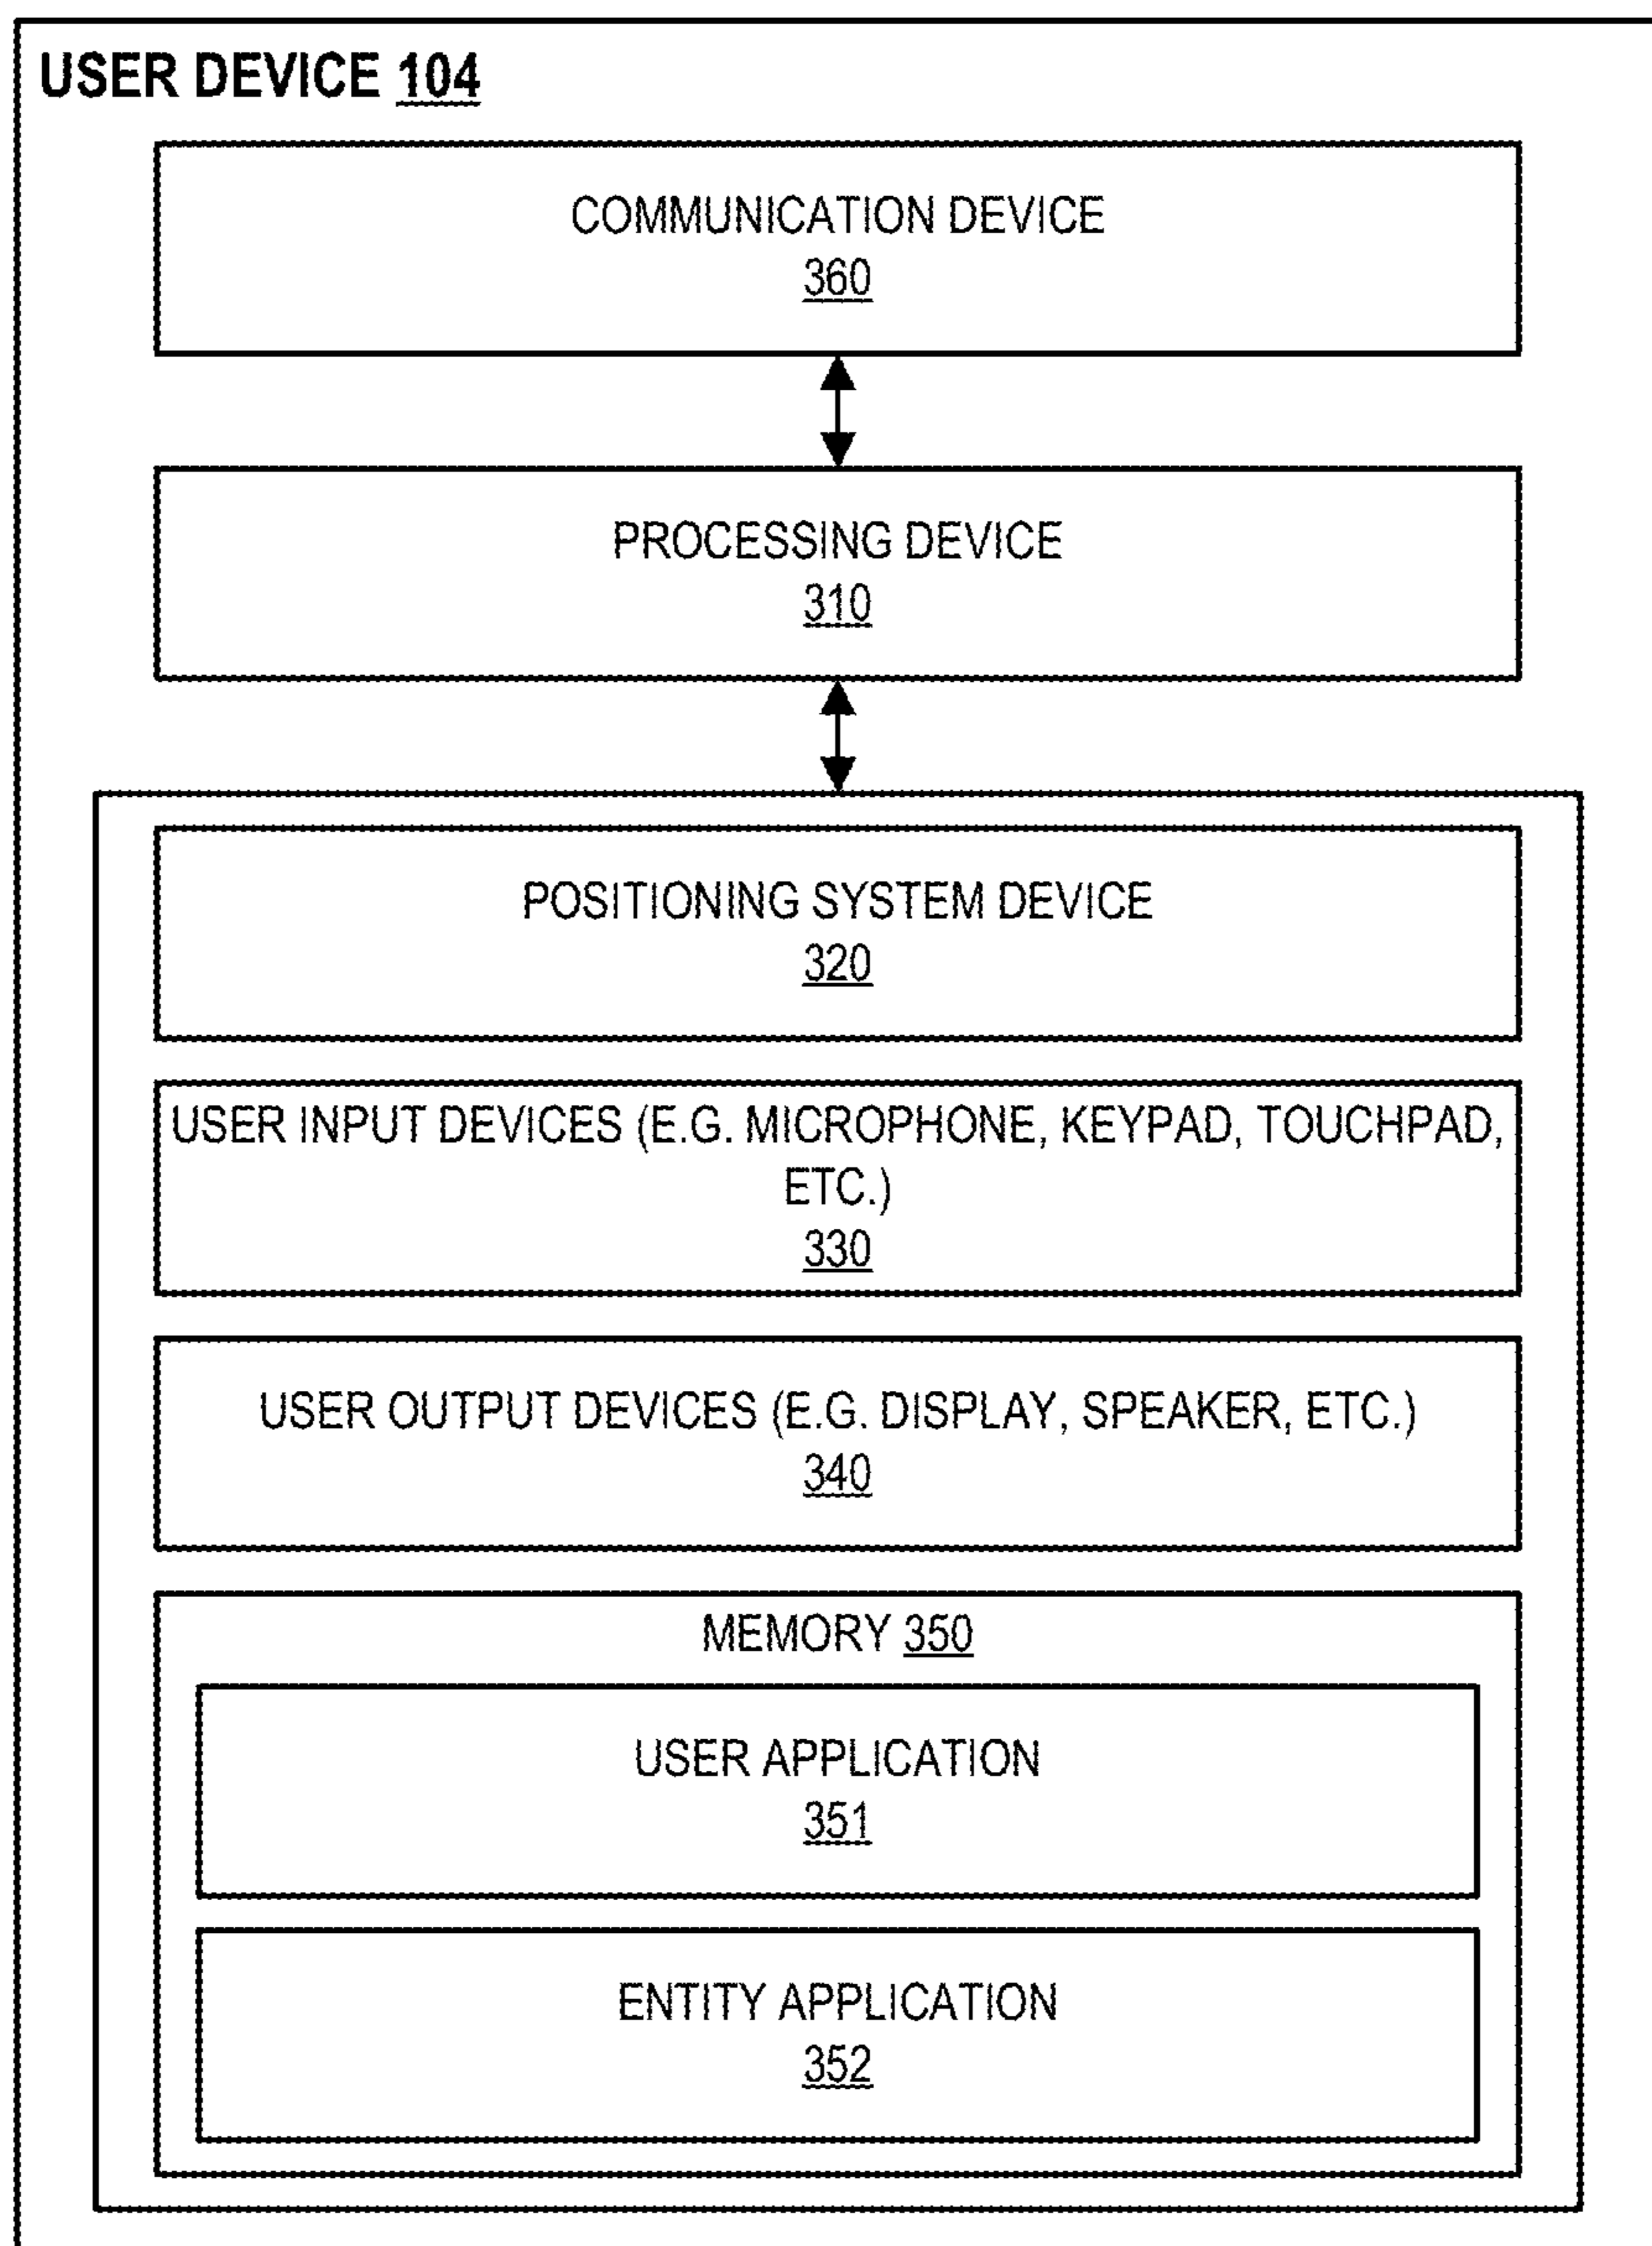 USER DEVICE 104
COMMUNICATION DEVICE
360
PROCESSING DEVICE
310
POSITIONING SYSTEM DEVICE
320
USER INPUT DEVICES (E.G. MICROPHONE, KEYPAD, TOUCHPAD,
ETC.)
330
USER OUTPUT DEVICES (E.G. DISPLAY, SPEAKER, ETC.)
340
MEMORY 350
USER APPLICATION
351
ENTITY APPLICATION
352